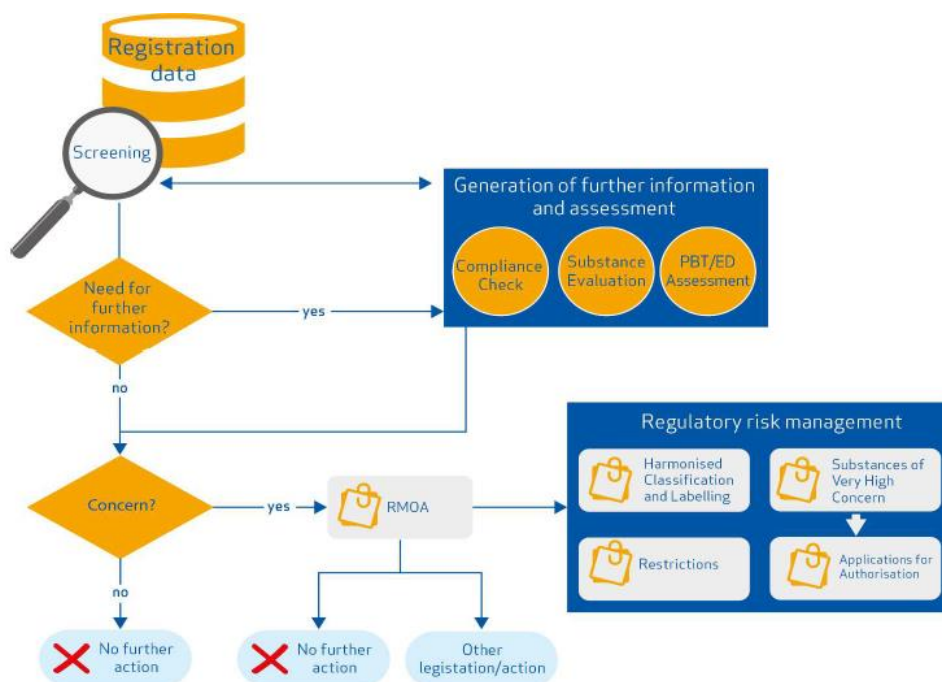 Registration
data
Screening
Generation of further information
and assessment
Compliance
Check
Substance
Evaluation
PBT/ED
Assessment
Need for
further
information?
yes
no
Regulatory risk management
Harmonised
Classification
and Labelling
Substances of
Very High
Concern
Concern?
yes
RMOA
Restrictions
Applications for
Authorisation
no
No further
action
No further
action
Other
legistation/action